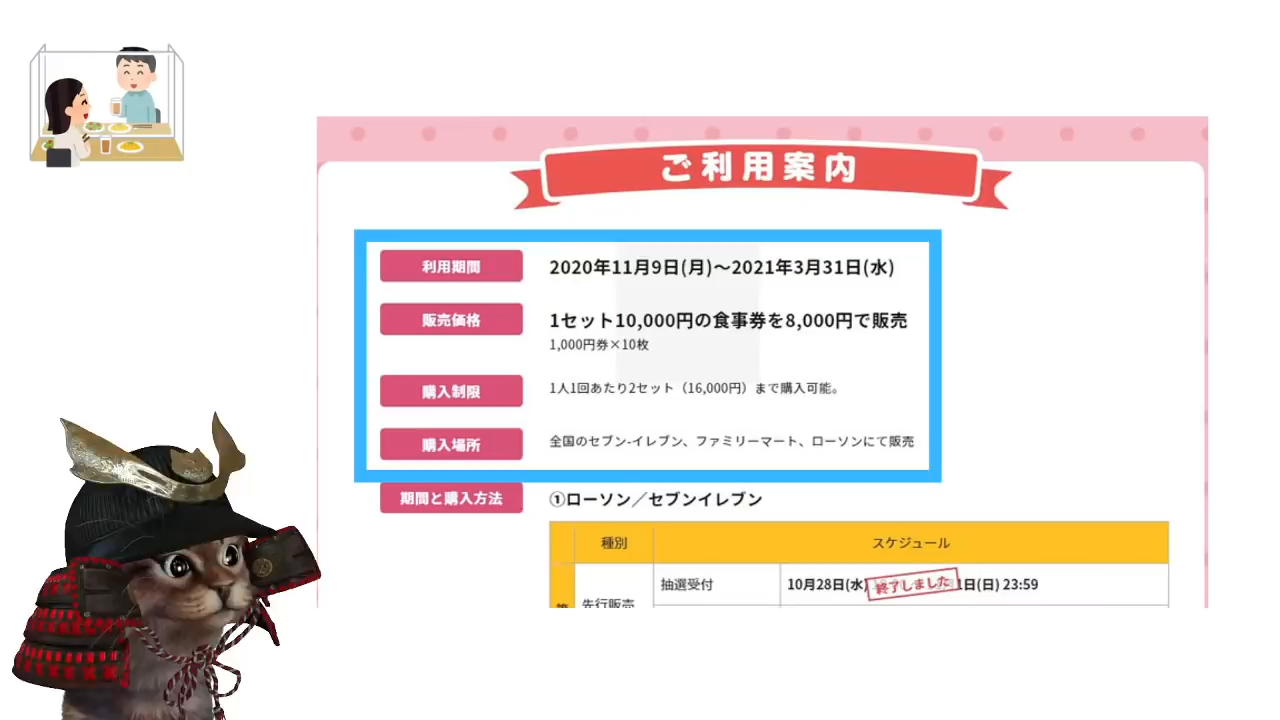 ご利用案内
利用期間
2020年11月9日(月)〜2021年3月31日(水)
販売価格
1セット10,000円の食事券を8,000円で販売
1,000円券×10枚
購入制限
1人1回あたり2セット（16,000円）まで購入可能。
購入場所
全国のセブン-イレブン、ファミリーマート、ローソンにて販売
期間と購入方法
①ローソン／セブンイレブン
種別
スケジュール
先行販売
抽選受付
10月28日(水)
終了しました
1日(日) 23:59